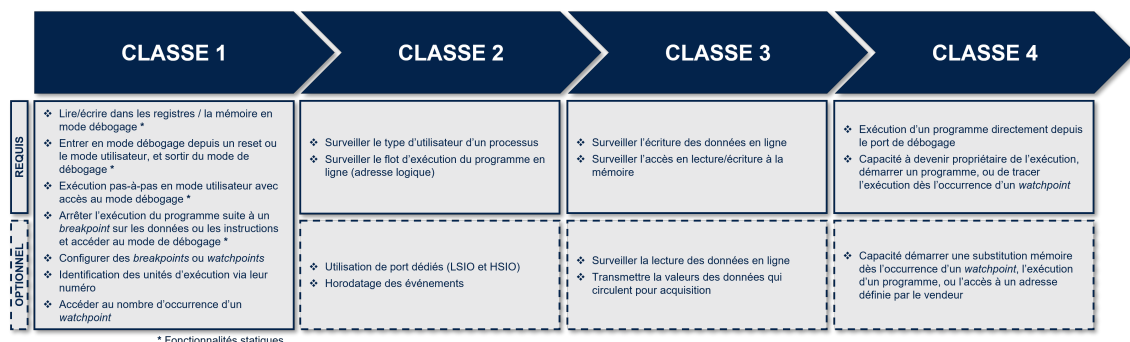 CLASSE 1
CLASSE 2
CLASSE 3
CLASSE 4
REQUIS
❖ Lire/écrire dans les registres / la mémoire en
mode débogage *
❖ Entrer en mode débogage depuis un reset ou
le mode utilisateur, et sortir du mode de
débogage *
❖ Exécution pas-à-pas en mode utilisateur avec
accès au mode débogage *
❖ Arrêter l'exécution du programme suite à un
breakpoint sur les données ou les instructions
et accéder au mode de débogage *
❖ Configurer des breakpoints ou watchpoints
❖ Identification des unités d'exécution via leur
numéro
❖ Accéder au nombre d'occurrence d'un
watchpoint
❖ Surveiller le type d'utilisateur d'un processus
❖ Surveiller le flot d'exécution du programme en
ligne (adresse logique)
❖ Surveiller l'écriture des données en ligne
❖ Surveiller l'accès en lecture/écriture à la
mémoire
❖ Exécution d'un programme directement depuis
le port de débogage
❖ Capacité à devenir propriétaire de l'exécution,
démarrer un programme, ou de tracer
l'exécution dès l'occurrence d'un watchpoint
OPTIONNEL
❖ Utilisation de port dédiés (LSIO et HSIO)
❖ Horodatage des événements
❖ Surveiller la lecture des données en ligne
❖ Transmettre la valeurs des données qui
circulent pour acquisition
❖ Capacité démarrer une substitution mémoire
dès l'occurrence d'un watchpoint, l'exécution
d'un programme, ou l'accès à un adresse
définie par le vendeur
* Fonctionnalités statiques